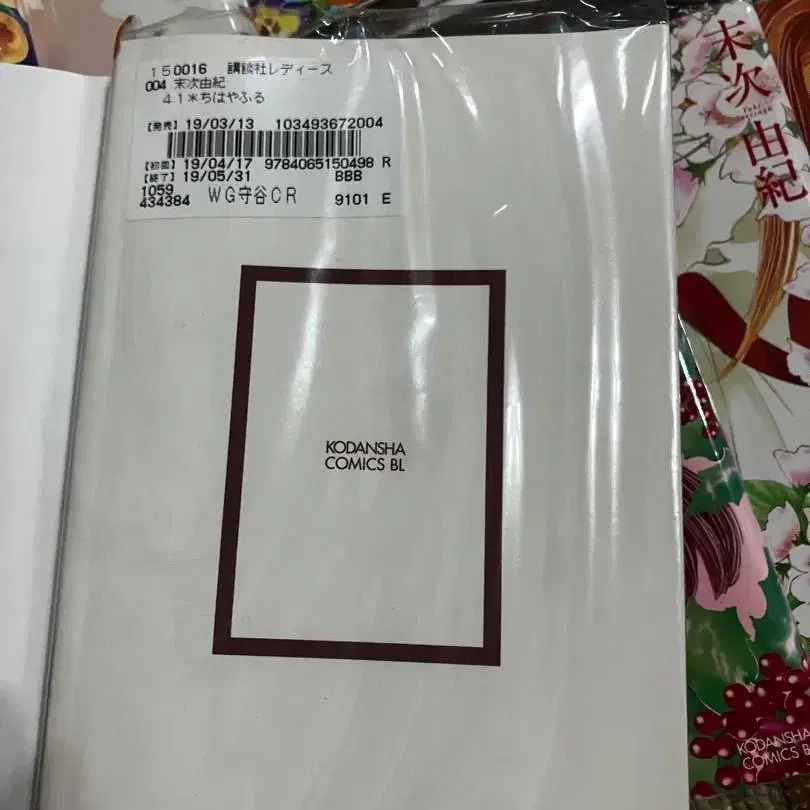 150016 講談社レディース
004 末次由紀
41*ちはやふる
【発売】19/03/13 103493672004
【初回】19/04/17 9784065150498 R
【終了】19/05/31 BBB
1059
434384 WG守谷CR 9101 E
KODANSHA
COMICS BL
末次由紀
KODANSHA
COMICS B